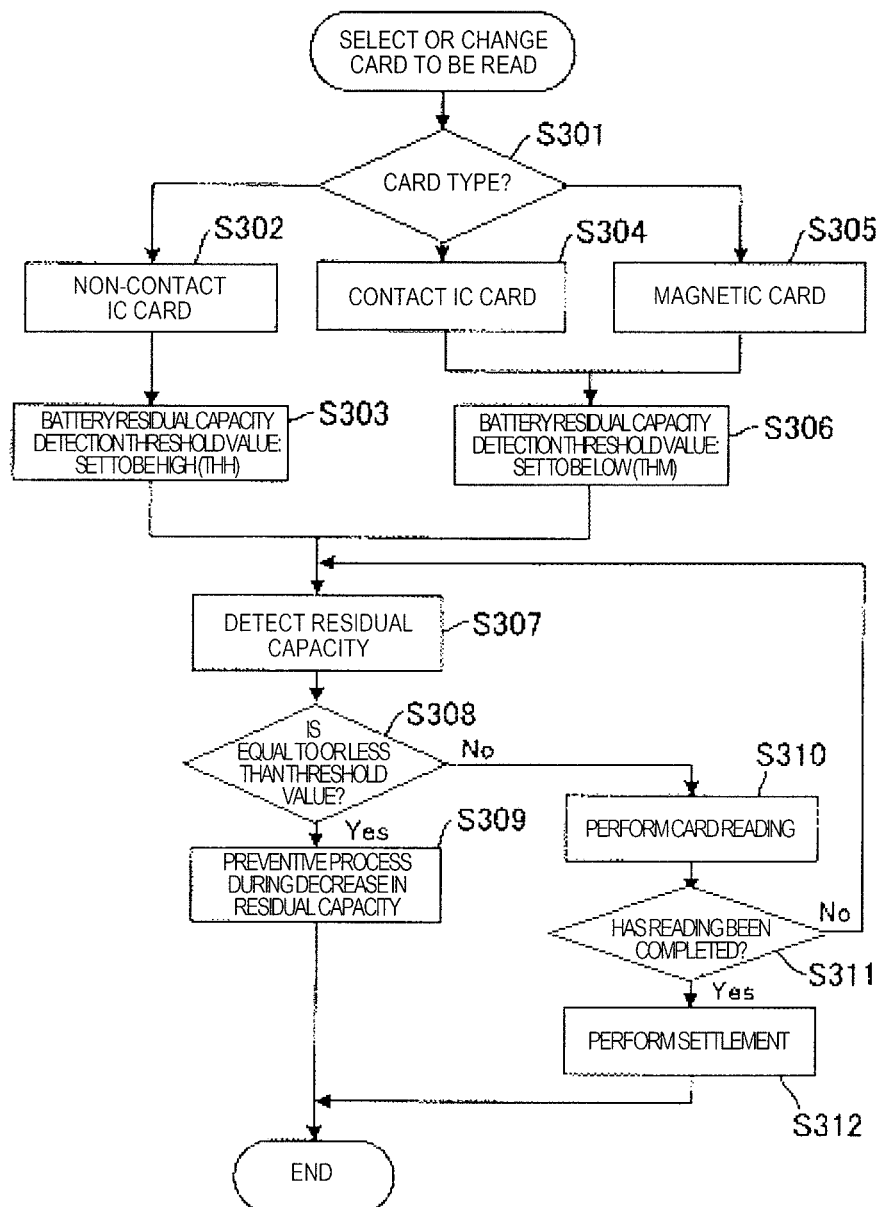 SELECT OR CHANGE
CARD TO BE READ
S301
CARD TYPE?
S302
NON-CONTACT
IC CARD
S304
CONTACT IC CARD
S305
MAGNETIC CARD
S303
BATTERY RESIDUAL CAPACITY
DETECTION THRESHOLD VALUE:
SET TO BE HIGH (THH)
S306
BATTERY RESIDUAL CAPACITY
DETECTION THRESHOLD VALUE:
SET TO BE LOW (THM)
DETECT RESIDUAL
CAPACITY
S307
S308
IS
EQUAL TO OR LESS
THAN THRESHOLD
VALUE?
No
Yes
S309
PREVENTIVE PROCESS
DURING DECREASE IN
RESIDUAL CAPACITY
S310
PERFORM CARD READING
HAS READING BEEN
COMPLETED?
No
S311
Yes
PERFORM SETTLEMENT
S312
END